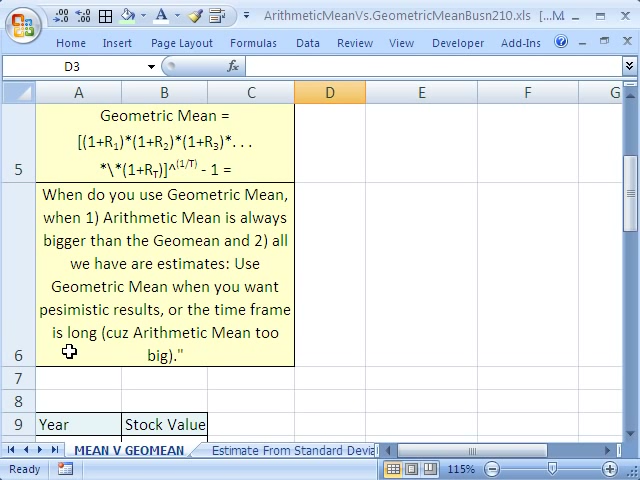 ArithmeticMeanVs.GeometricMeanBusn210.xls [...M...
Home Insert Page Layout Formulas Data Review View Developer Add-Ins
D3 fx
A B C D E F G
Geometric Mean =
[(1+R1)*(1+R2)*(1+R3)*. . .
5 *\*(1+RT)]^(1/T) - 1 =
When do you use Geometric Mean,
when 1) Arithmetic Mean is always
bigger than the Geomean and 2) all
we have are estimates: Use
Geometric Mean when you want
pesimistic results, or the time frame
is long (cuz Arithmetic Mean too
6 big)."
7
8
9 Year Stock Value
MEAN V GEOMEAN Estimate From Standard Devia
Ready 115%